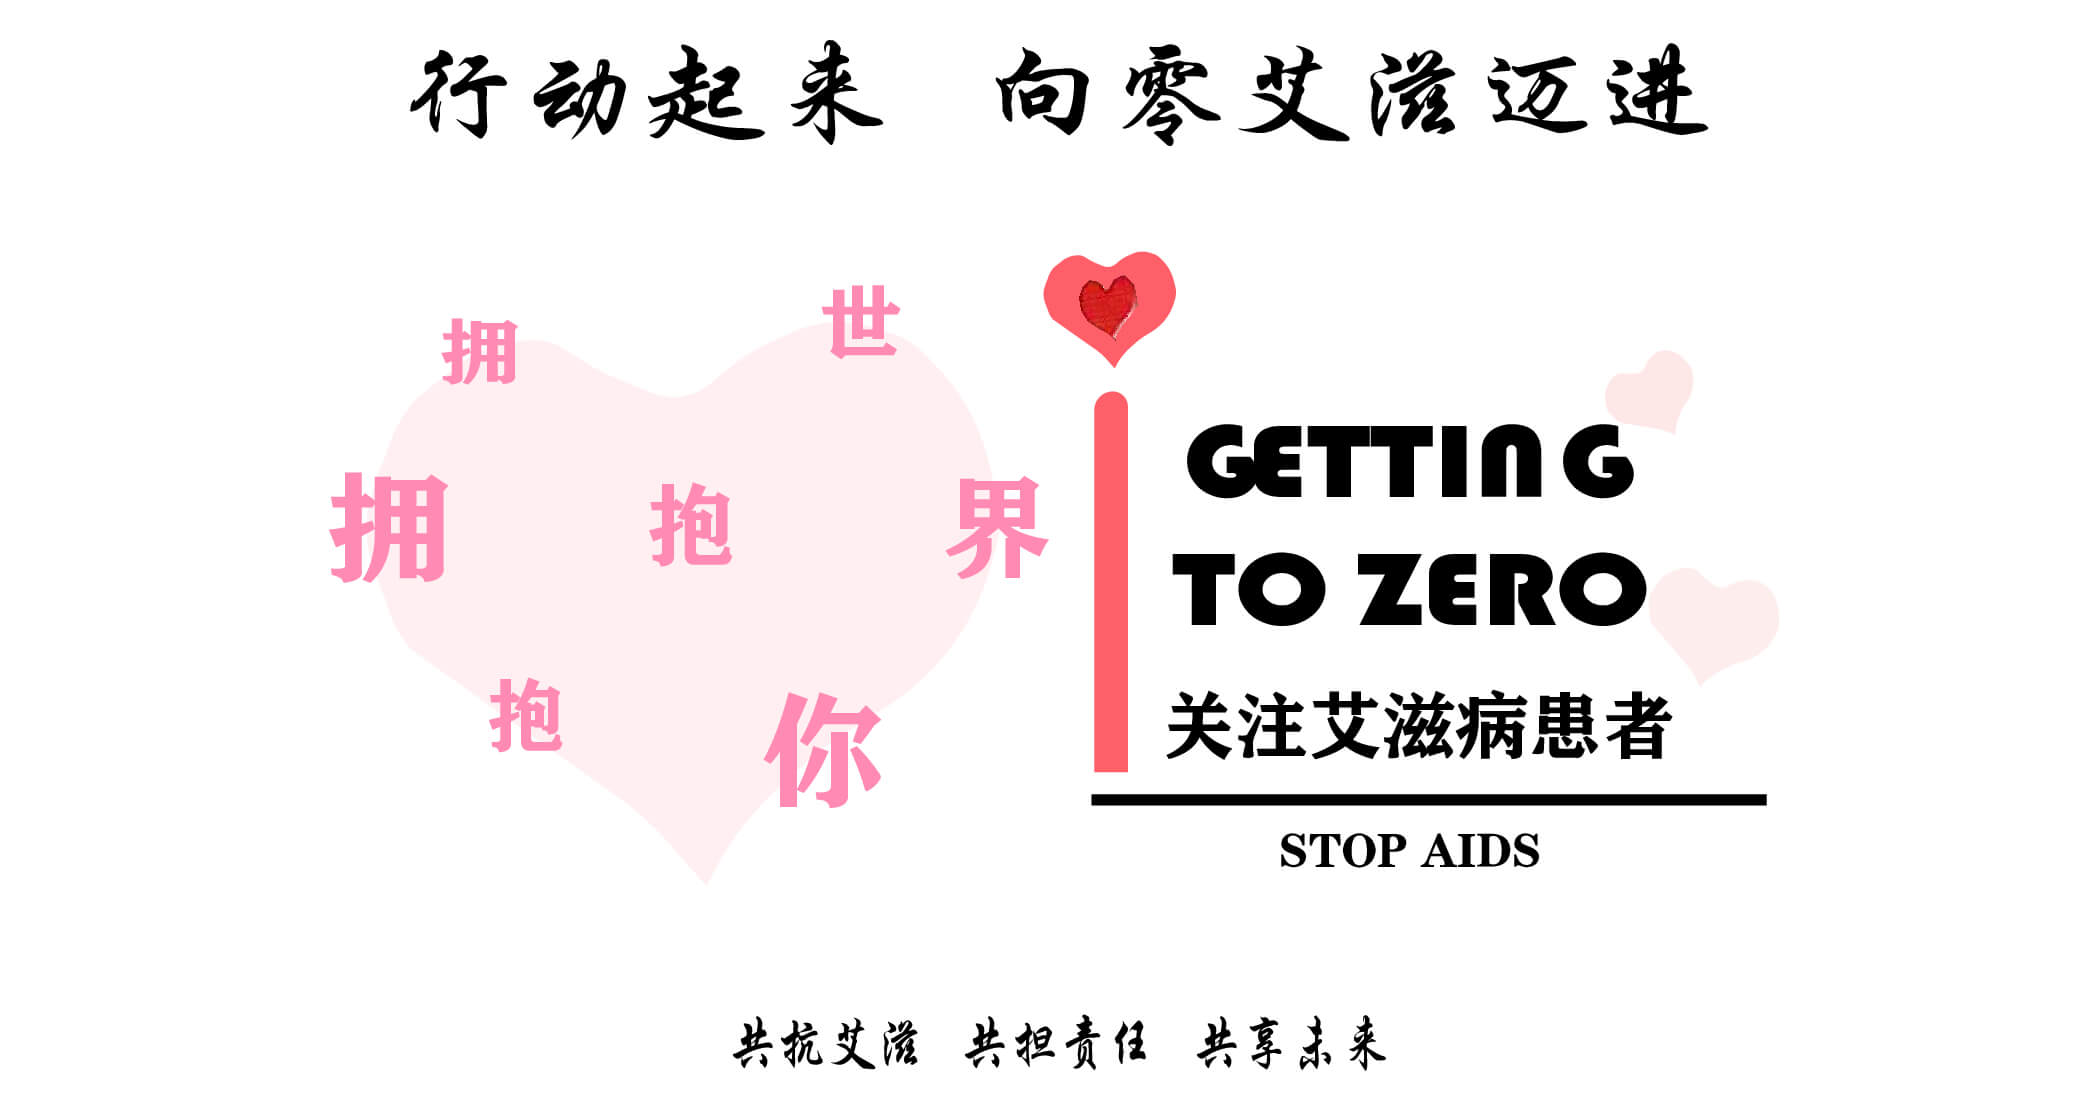 行动起来 向零艾滋迈进
拥 世
拥 抱 界
抱 你
GETTING
TO ZERO
关注艾滋病患者
STOP AIDS
共抗艾滋 共担责任 共享未来